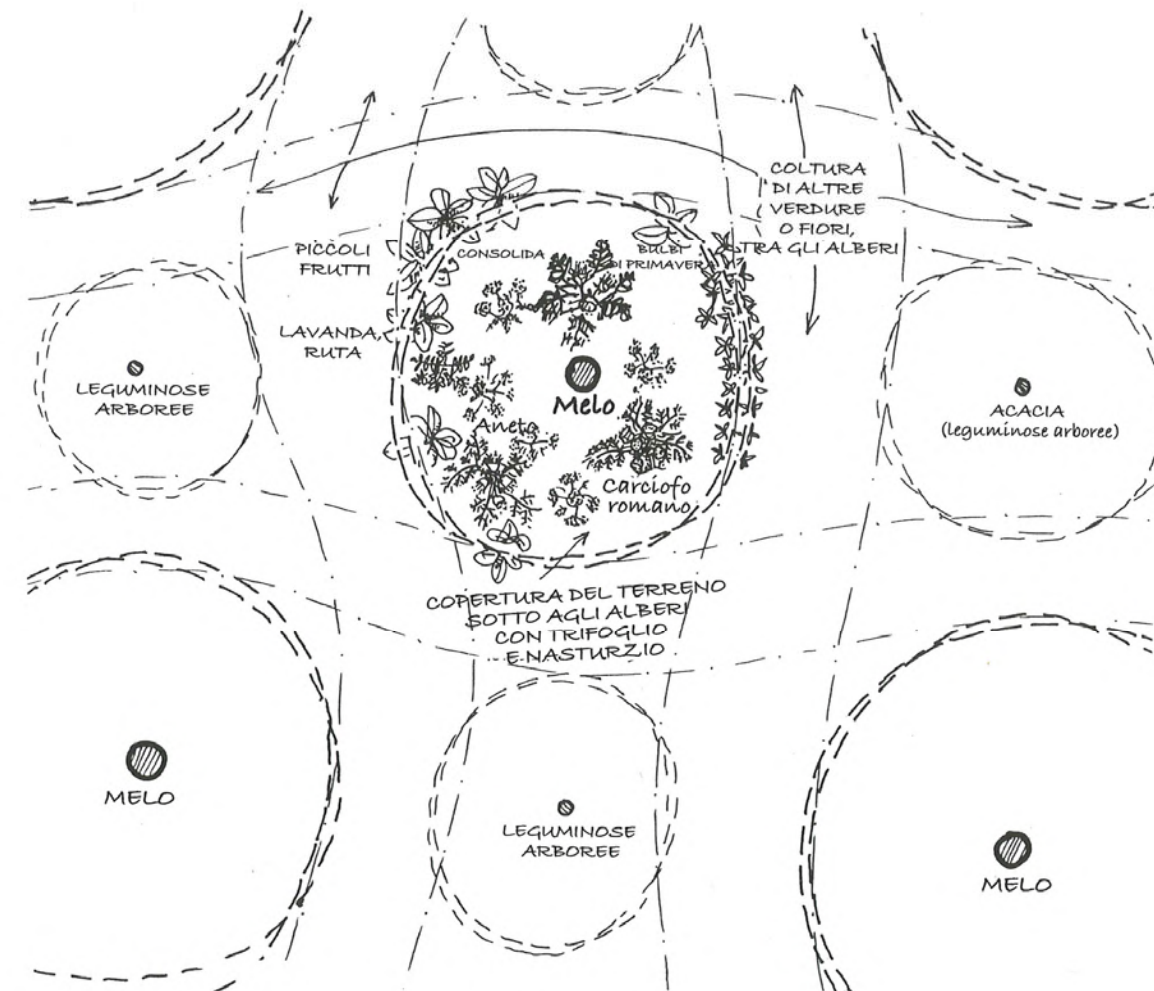 COLTURA
DI ALTRE
VERDURE
O FIORI,
TRA GLI ALBERI
PICCOLI
FRUTTI
CONSOLIDA
BULBI
DI PRIMAVERA
LAVANDA,
RUTA
LEGUMINOSE
ARBOREE
Melo
ACACIA
(leguminose arboree)
Aneto
Carciofo
romano
COPERTURA DEL TERRENO
SOTTO AGLI ALBERI
CON TRIFOGLIO
E NASTURZIO
MELO
LEGUMINOSE
ARBOREE
MELO